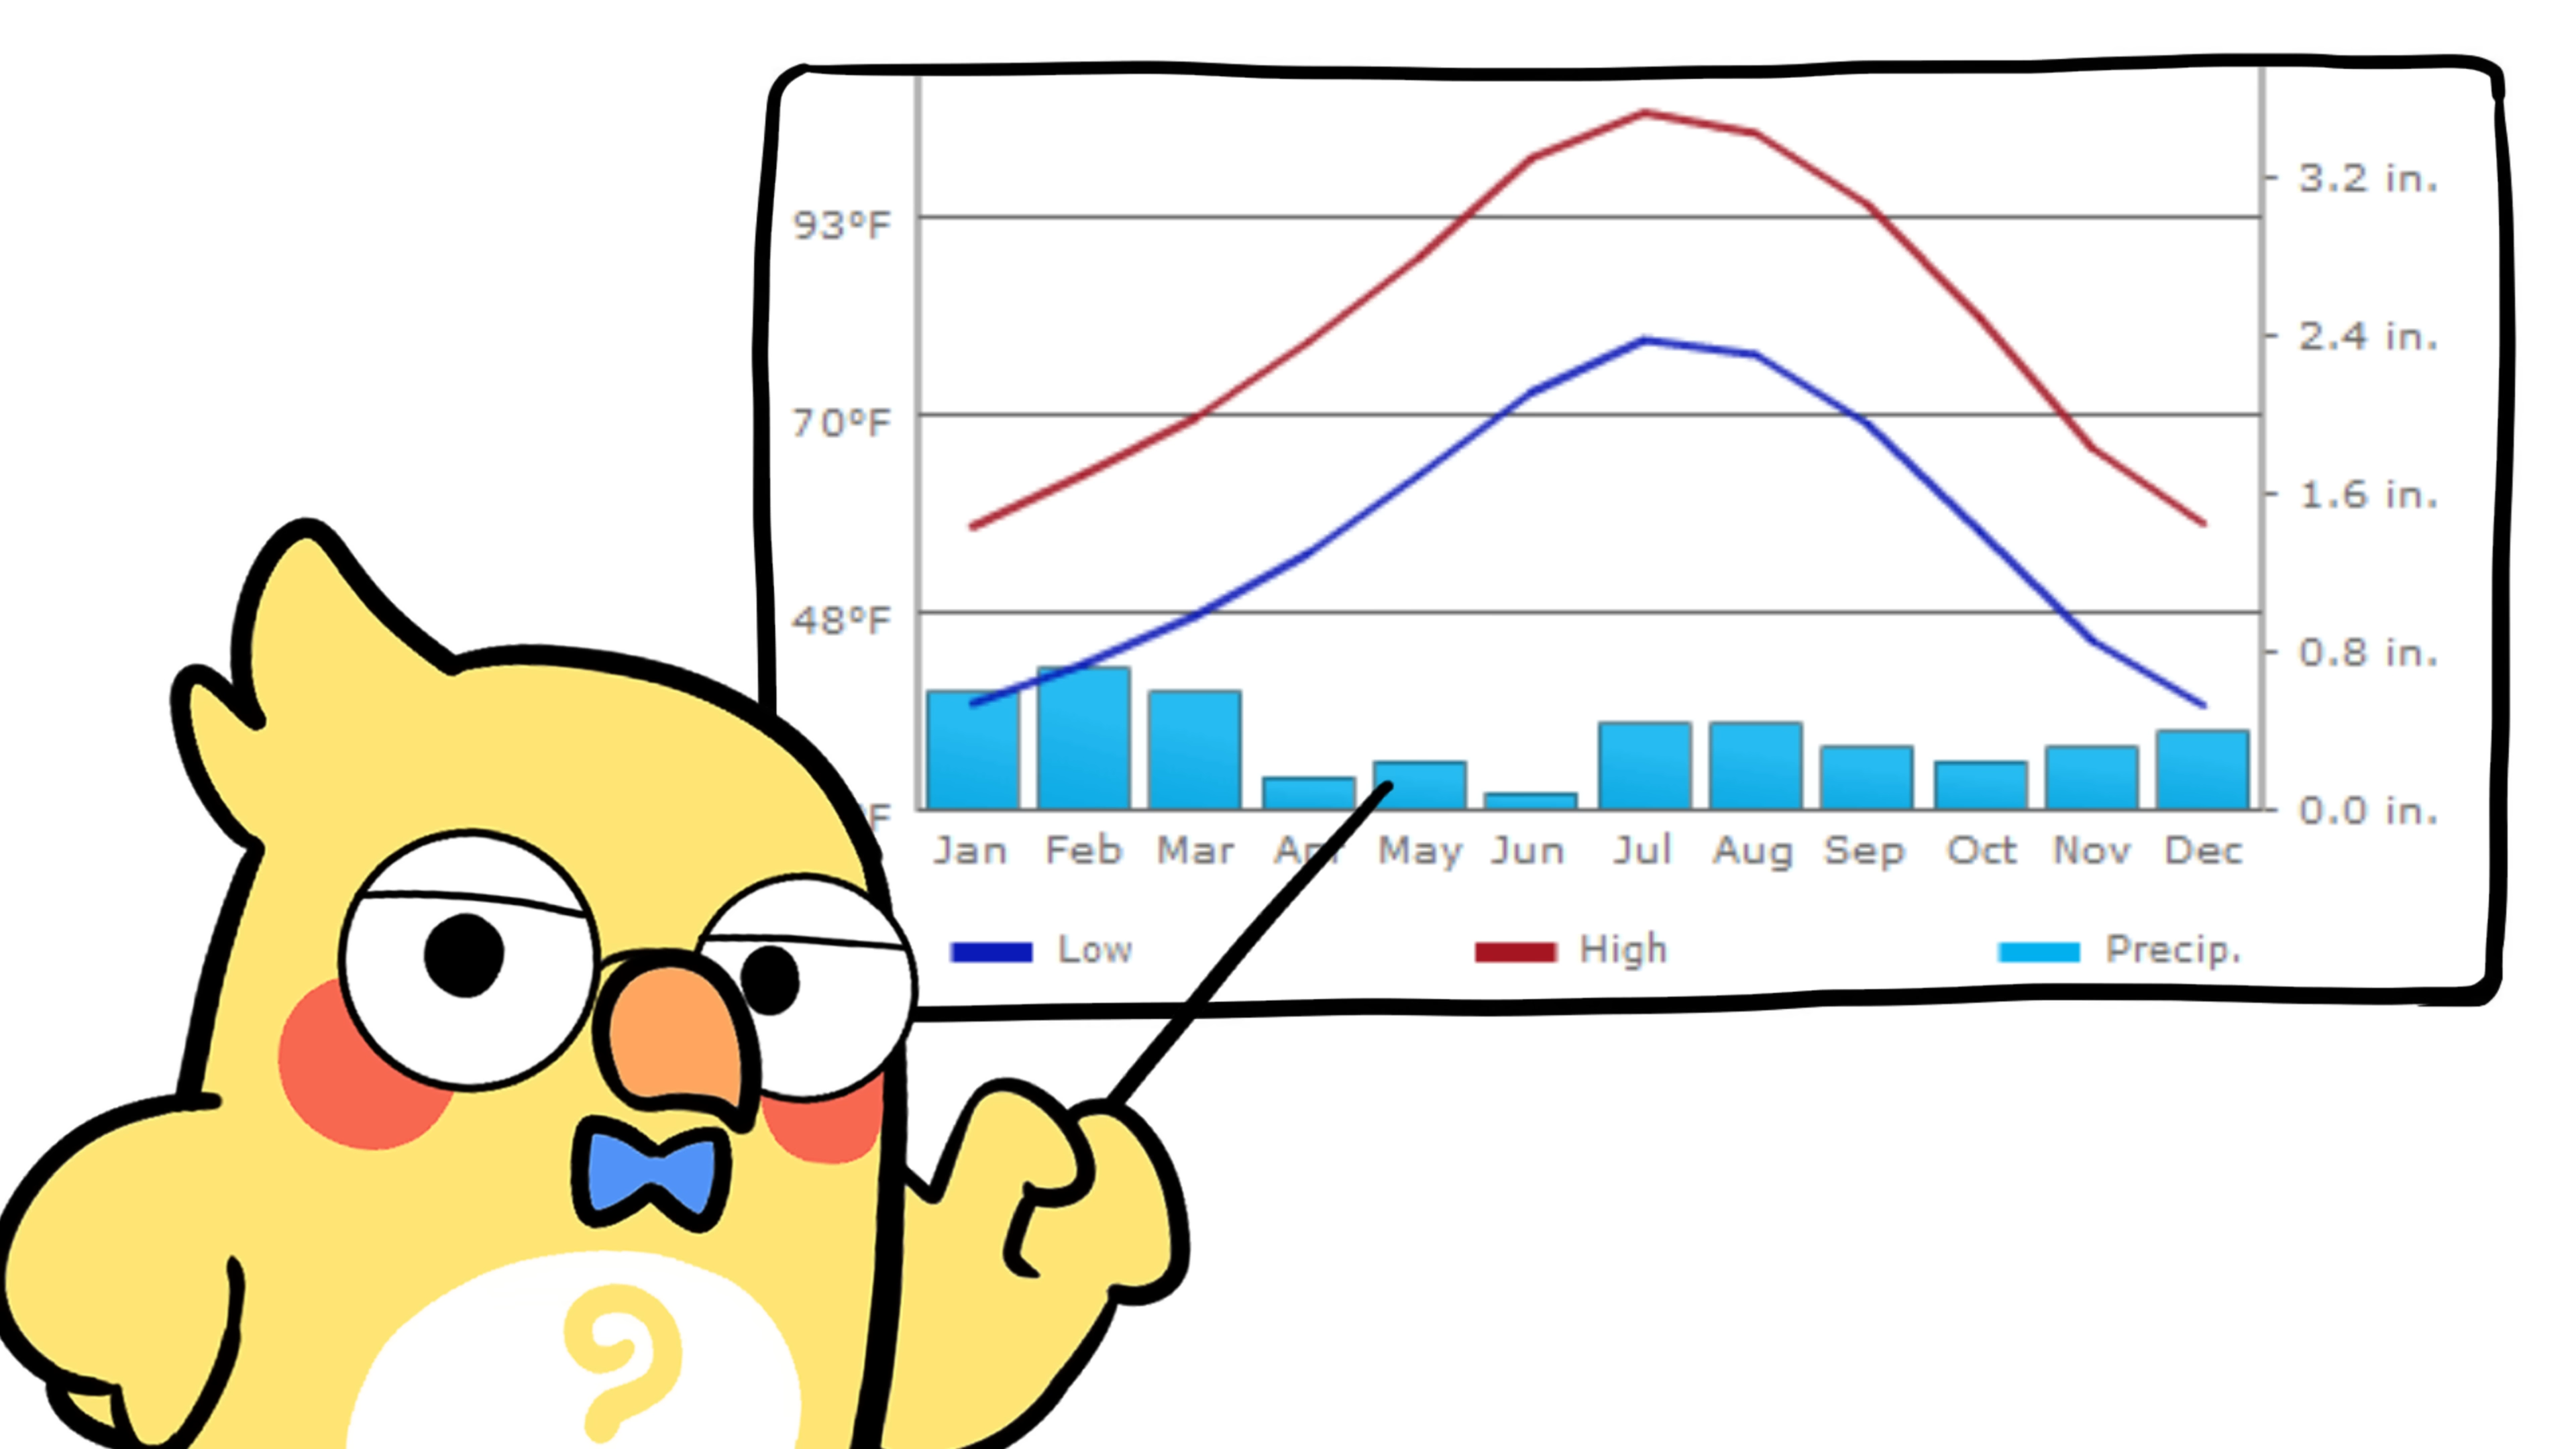 3.2 in.
93°F
2.4 in.
70°F
1.6 in.
48°F
0.8 in.
F
0.0 in.
Jan Feb Mar Apr May Jun Jul Aug Sep Oct Nov Dec
Low High Precip.
?